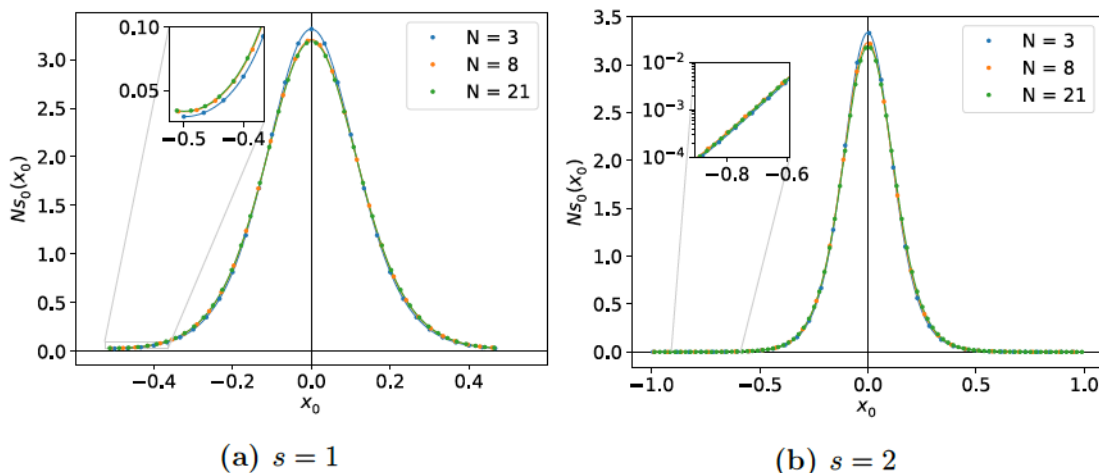 3.0
2.5
2.0
1.5
1.0
0.5
0.0
Ns₀(x₀)
0.10
0.05
−0.5
−0.4
N = 3
N = 8
N = 21
−0.4
−0.2
0.0
0.2
0.4
x₀
(a) s = 1
3.5
3.0
2.5
2.0
1.5
1.0
0.5
0.0
Ns₀(x₀)
10⁻²
10⁻³
10⁻⁴
−0.8
−0.6
N = 3
N = 8
N = 21
−1.0
−0.5
0.0
0.5
1.0
x₀
(b) s = 2